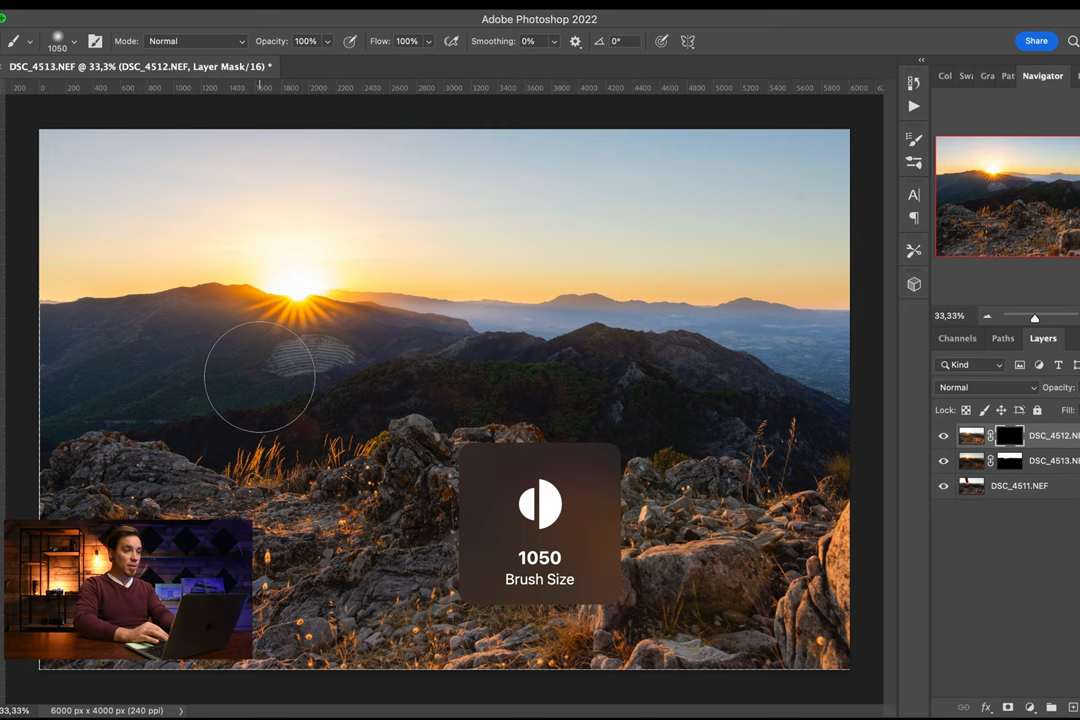 Adobe Photoshop 2022
1050 Mode: Normal Opacity: 100% Flow: 100% Smoothing: 0% 0° Share
DSC_4513.NEF @ 33,3% (DSC_4512.NEF, Layer Mask/16) *
Col Swa Gra Pat Navigator
200 0 200 400 600 800 1000 1200 1400 1600 1800 2000 2200 2400 2600 2800 3000 3200 3400 3600 3800 4000 4200 4400 4600 4800 5000 5200 5400 5600 5800 6000 6
33,33%
Channels Paths Layers
Kind
Normal Opacity:
Lock: Fill:
DSC_4512.NE
DSC_4513.NE
DSC_4511.NEF
1050
Brush Size
fx
33,33% 6000 px x 4000 px (240 ppi)